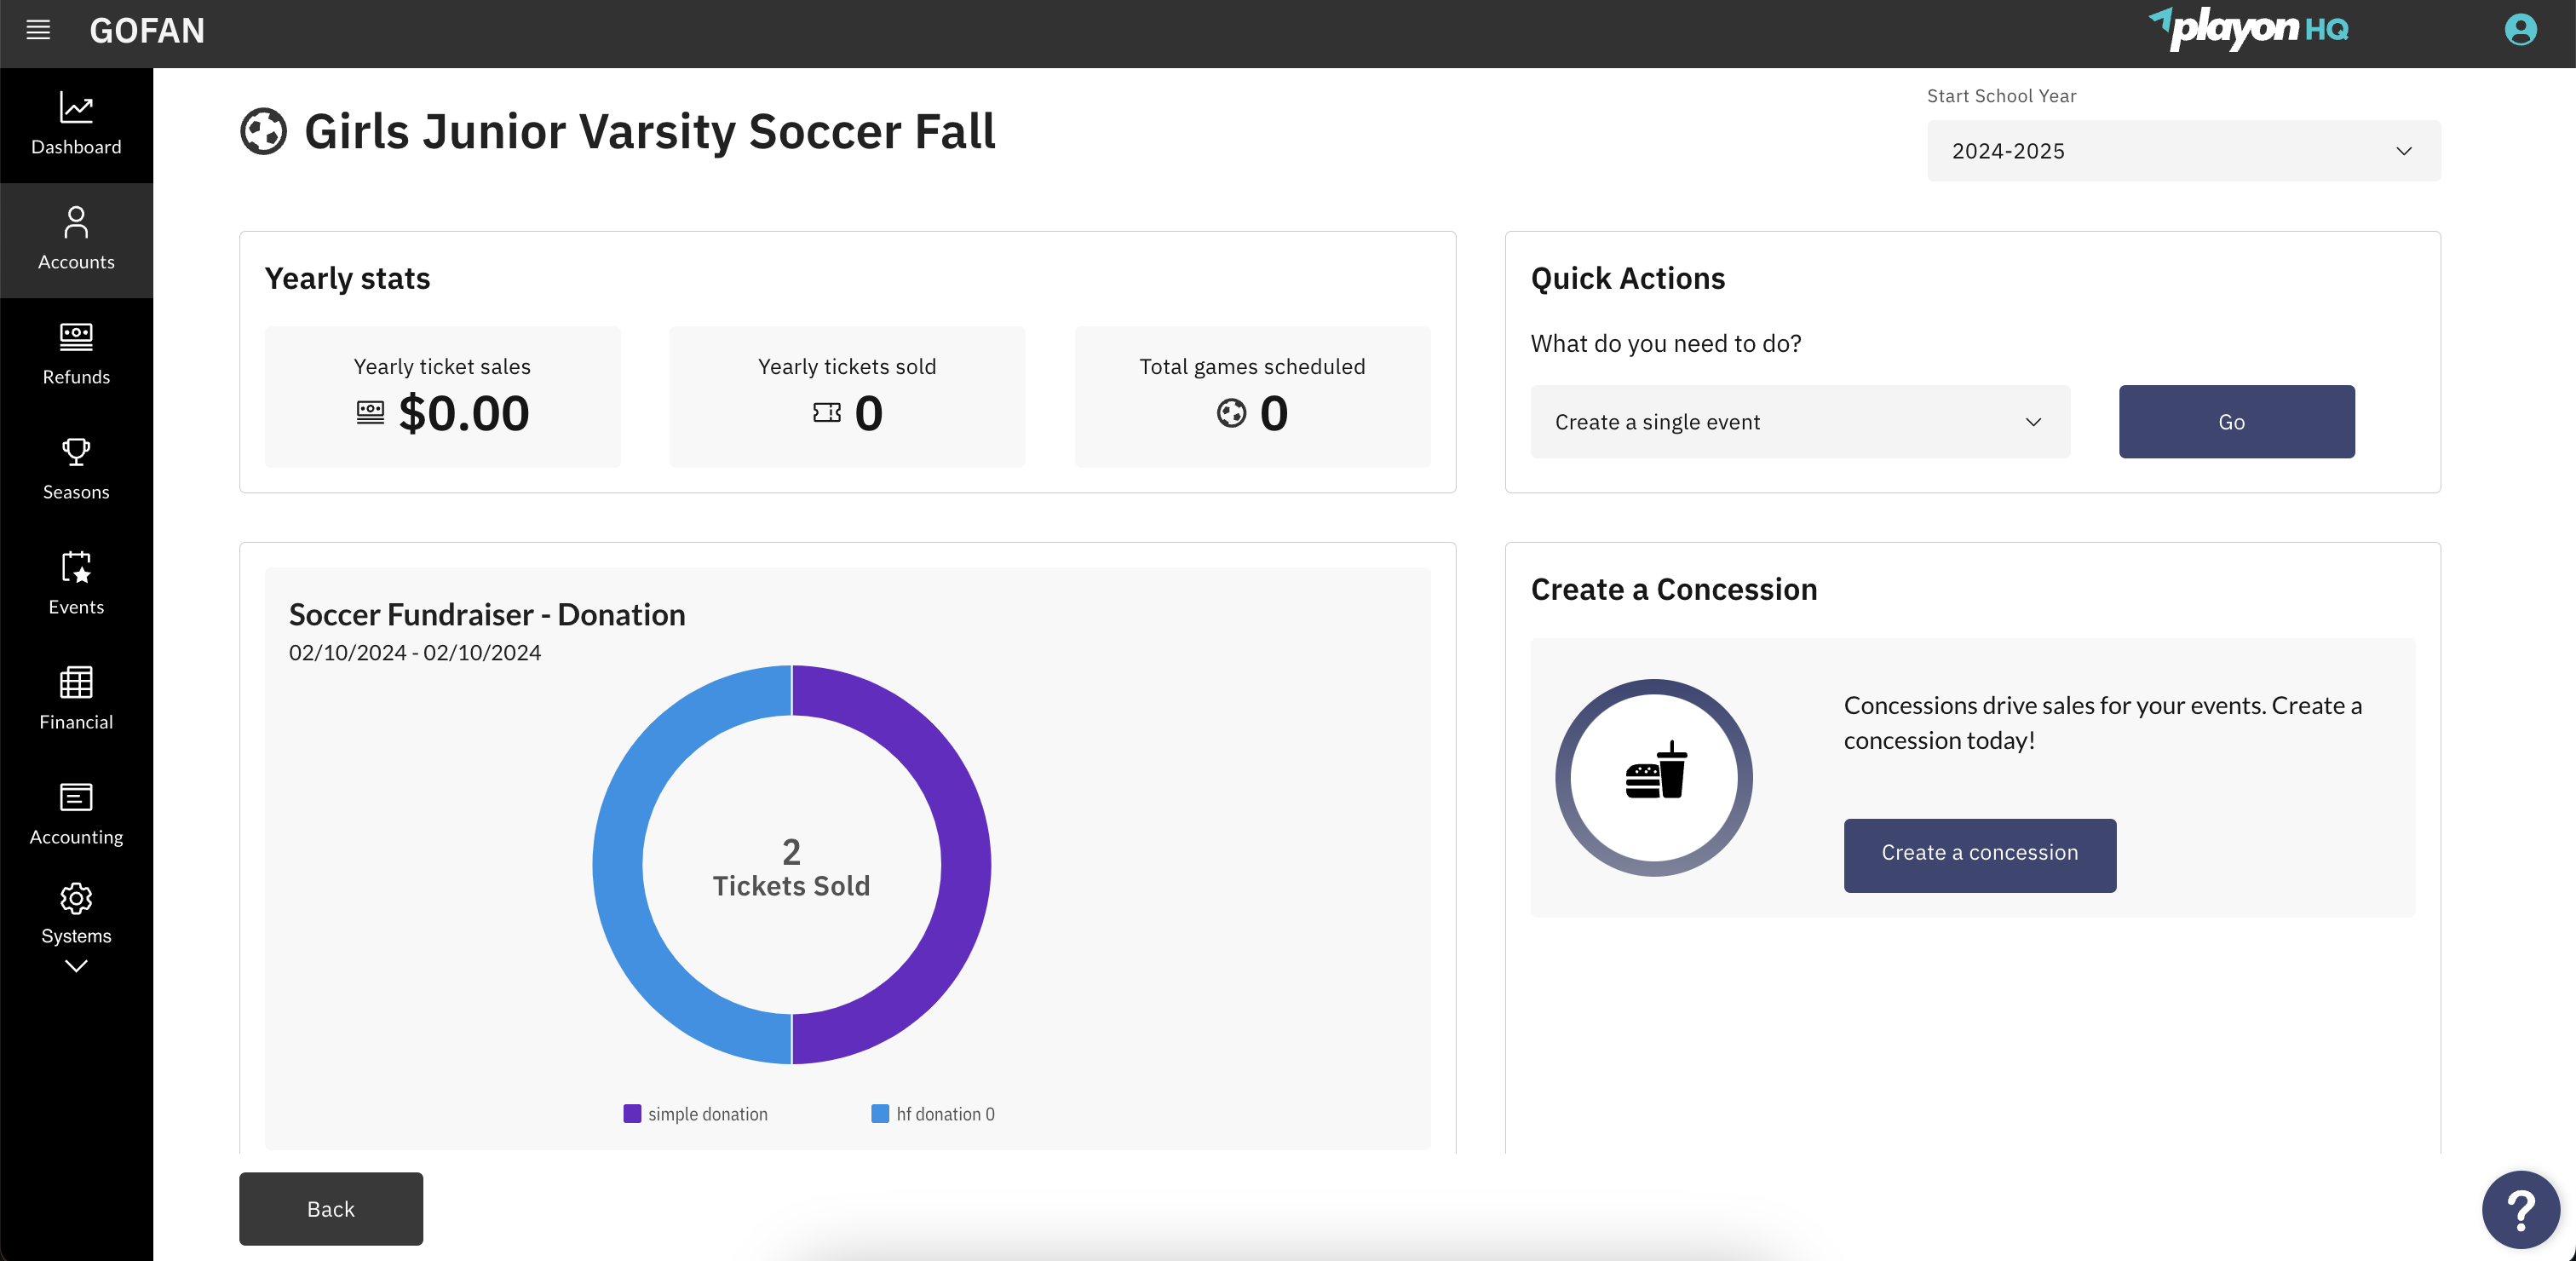 GOFAN
playon HQ
Dashboard
Accounts
Refunds
Seasons
Events
Financial
Accounting
Systems
Girls Junior Varsity Soccer Fall
Start School Year
2024-2025
Yearly stats
Yearly ticket sales
$0.00
Yearly tickets sold
0
Total games scheduled
0
Quick Actions
What do you need to do?
Create a single event
Go
Soccer Fundraiser - Donation
02/10/2024 - 02/10/2024
2
Tickets Sold
simple donation
hf donation 0
Create a Concession
Concessions drive sales for your events. Create a
concession today!
Create a concession
Back
?